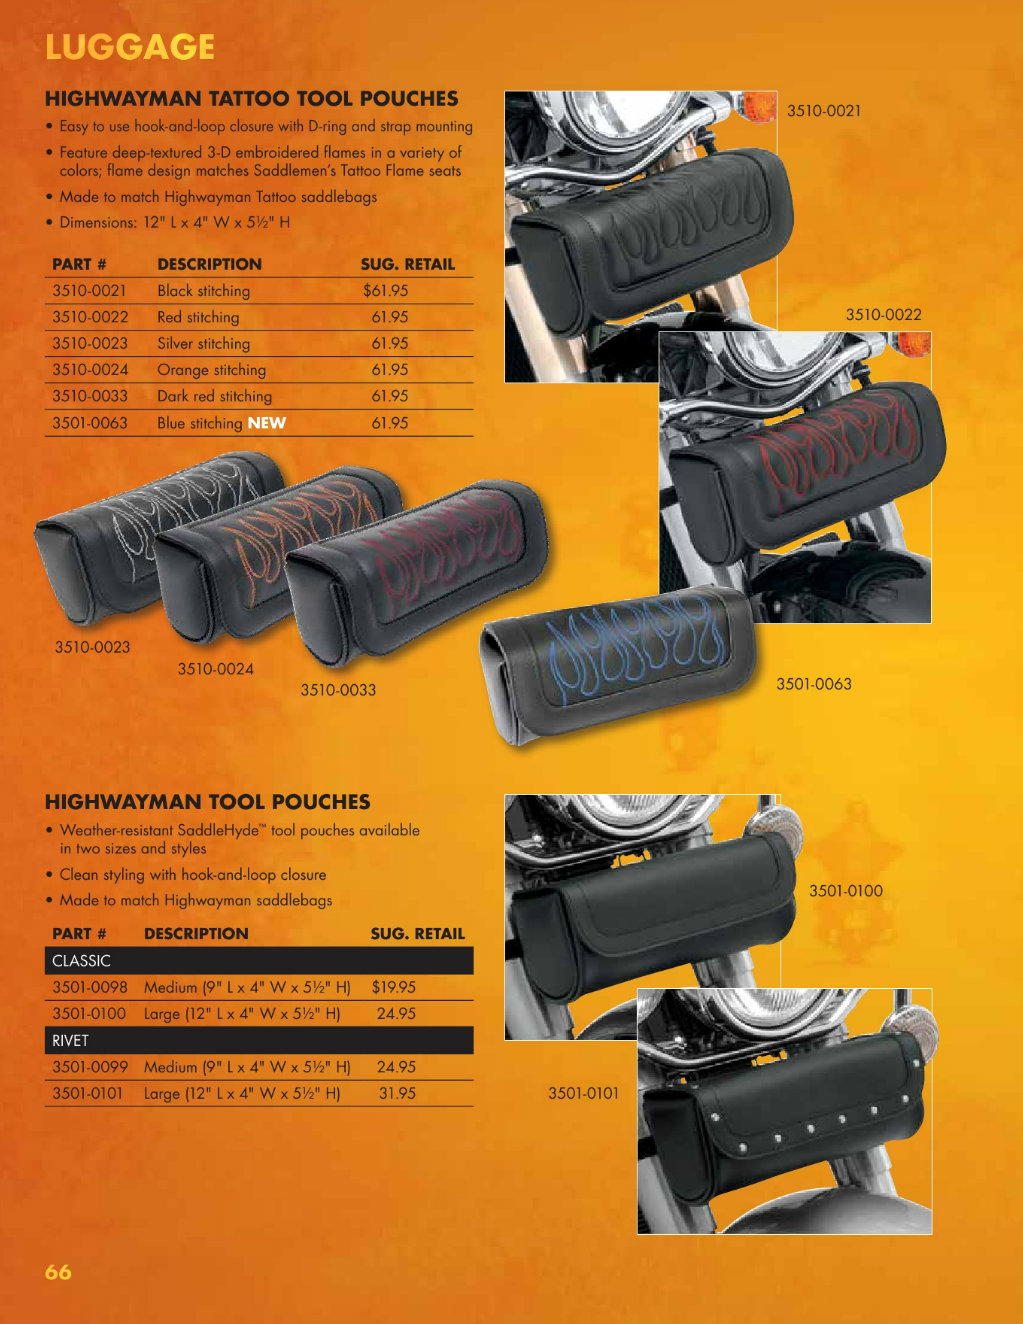 LUGGAGE
HIGHWAYMAN TATTOO TOOL POUCHES
• Easy to use hook-and-loop closure with D-ring and strap mounting
• Feature deep-textured 3-D embroidered flames in a variety of
colors; flame design matches Saddlemen's Tattoo Flame seats
• Made to match Highwayman Tattoo saddlebags
• Dimensions: 12" L x 4" W x 5½" H
PART # DESCRIPTION SUG. RETAIL
3510-0021 Black stitching $61.95
3510-0022 Red stitching 61.95
3510-0023 Silver stitching 61.95
3510-0024 Orange stitching 61.95
3510-0033 Dark red stitching 61.95
3501-0063 Blue stitching NEW 61.95
3510-0021
3510-0022
3510-0023
3510-0024
3510-0033
3501-0063
HIGHWAYMAN TOOL POUCHES
• Weather-resistant SaddleHyde™ tool pouches available
in two sizes and styles
• Clean styling with hook-and-loop closure
• Made to match Highwayman saddlebags
PART # DESCRIPTION SUG. RETAIL
CLASSIC
3501-0098 Medium (9" L x 4" W x 5½" H) $19.95
3501-0100 Large (12" L x 4" W x 5½" H) 24.95
RIVET
3501-0099 Medium (9" L x 4" W x 5½" H) 24.95
3501-0101 Large (12" L x 4" W x 5½" H) 31.95
3501-0100
3501-0101
66